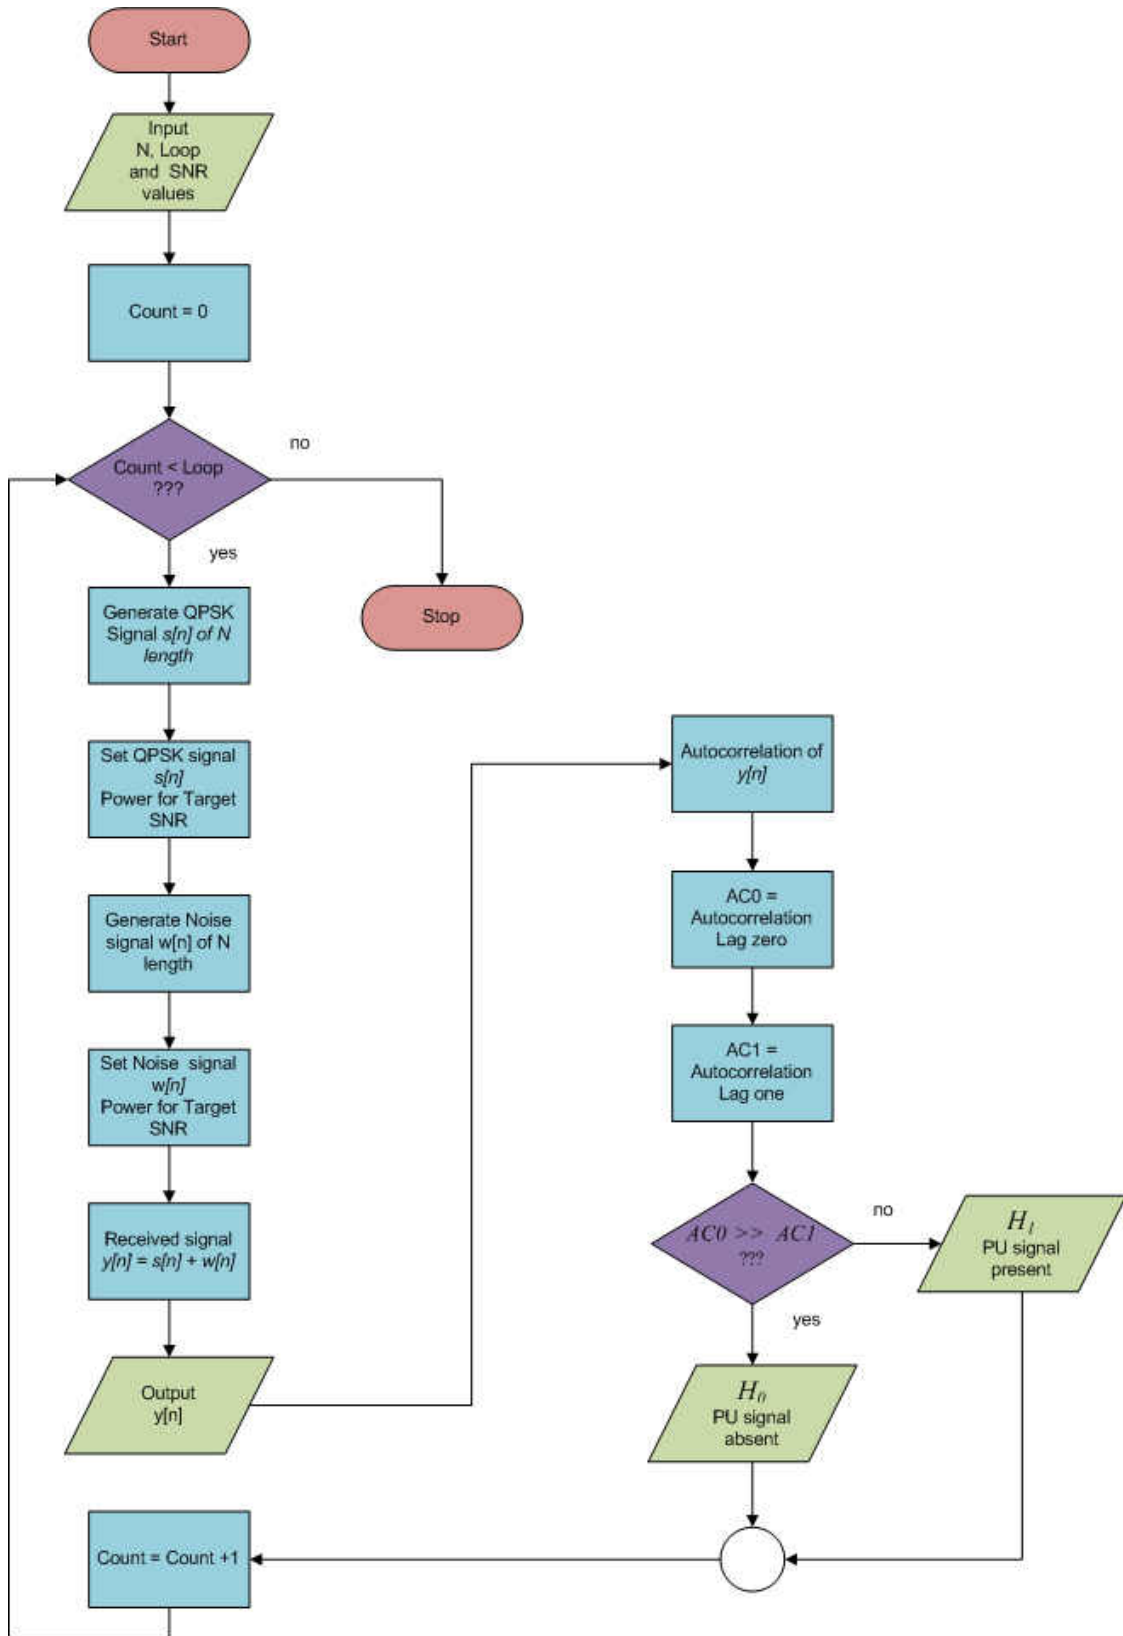 Start
Input
N, Loop
and SNR
values
Count = 0
Count < Loop
???
no
yes
Stop
Generate QPSK
Signal s[n] of N
length
Set QPSK signal
s[n]
Power for Target
SNR
Generate Noise
signal w[n] of N
length
Set Noise signal
w[n]
Power for Target
SNR
Received signal
y[n] = s[n] + w[n]
Output
y[n]
Autocorrelation of
y[n]
AC0 =
Autocorrelation
Lag zero
AC1 =
Autocorrelation
Lag one
AC0 >> AC1
???
no
yes
H1
PU signal
present
H0
PU signal
absent
Count = Count +1